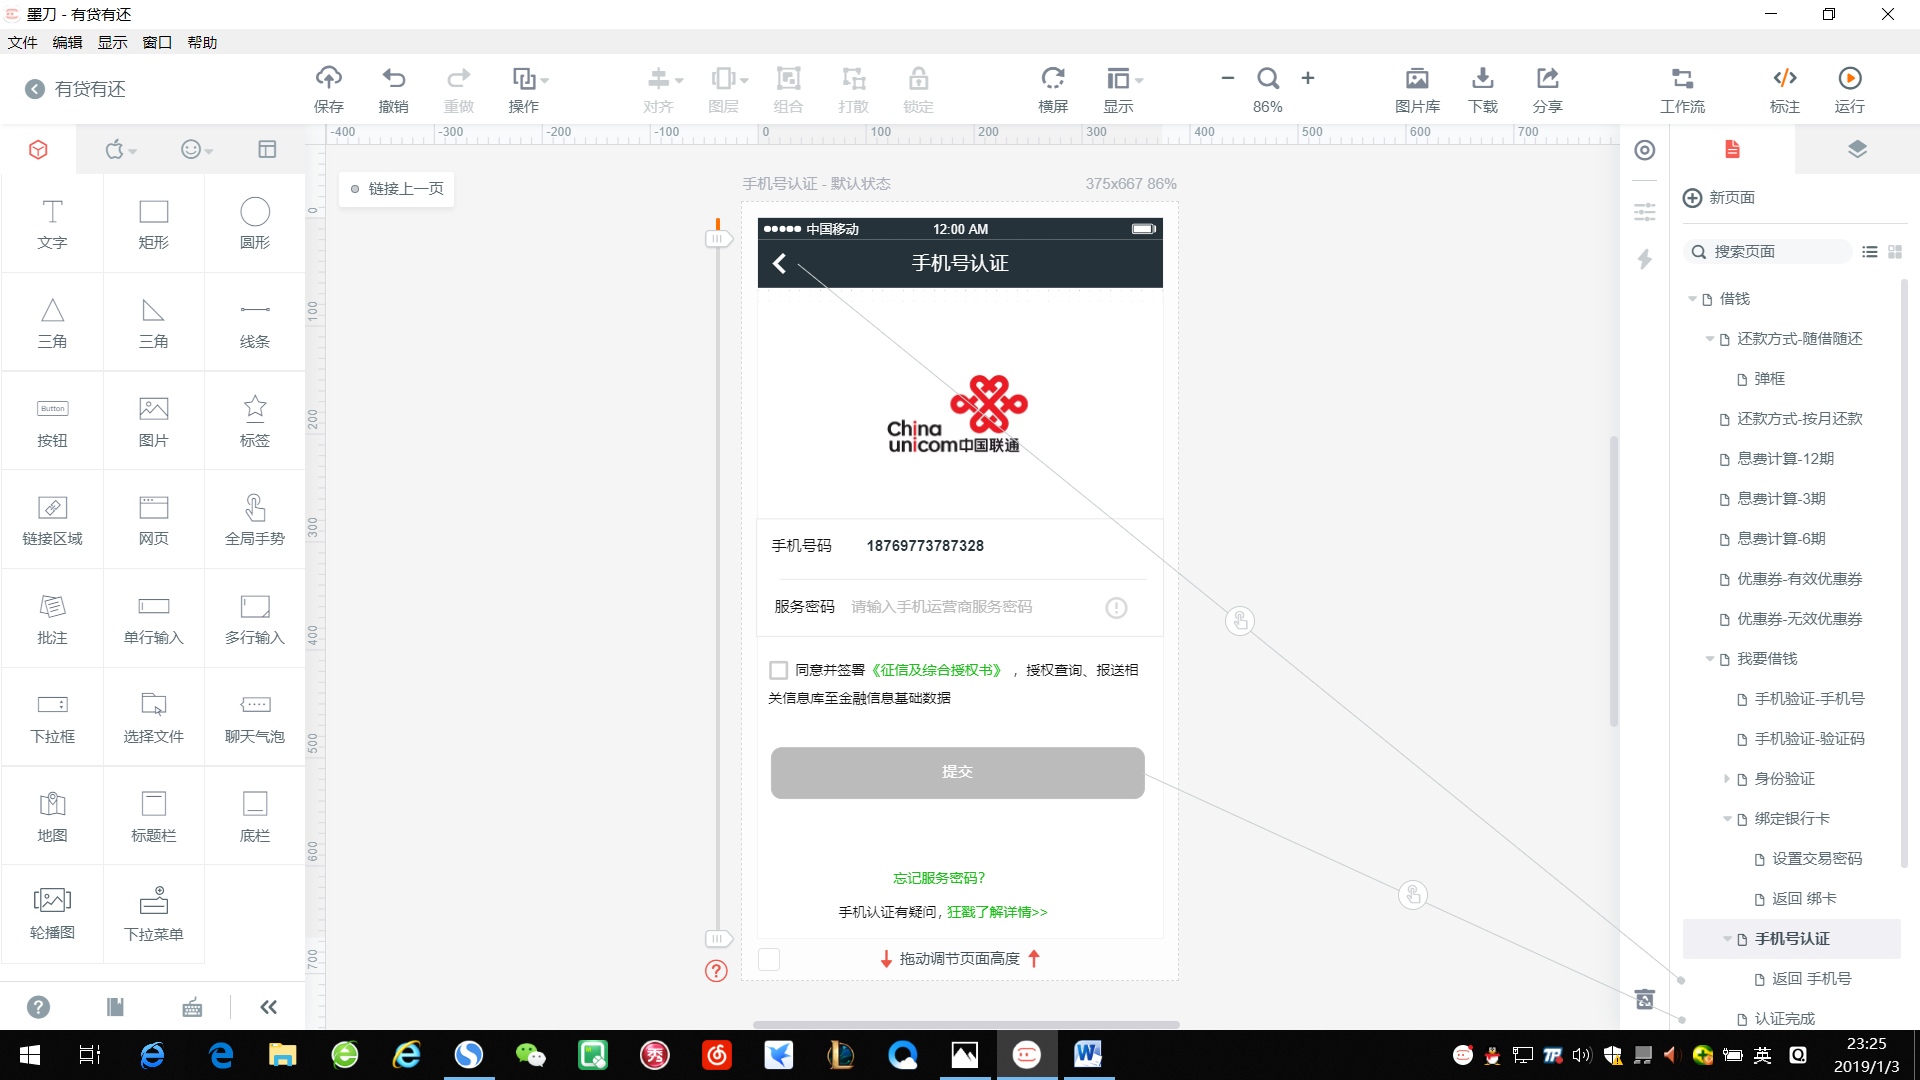 墨刀 - 有贷有还
文件 编辑 显示 窗口 帮助
有贷有还
保存 撤销 重做 操作 对齐 图层 组合 打散 锁定 横屏 显示 86% 图片库 下载 分享 工作流 标注 运行
-400 -300 -200 -100 0 100 200 300 400 500 600 700
0
100
200
300
400
500
600
700
文字 矩形 圆形
三角 三角 线条
Button
按钮 图片 标签
链接区域 网页 全局手势
批注 单行输入 多行输入
下拉框 选择文件 聊天气泡
地图 标题栏 底栏
轮播图 下拉菜单
链接上一页
手机号认证 - 默认状态 375x667 86%
中国移动 12:00 AM
手机号认证
China
unicom中国联通
手机号码 18769773787328
服务密码 请输入手机运营商服务密码
同意并签署《征信及综合授权书》 ，授权查询、报送相
关信息库至金融信息基础数据
提交
忘记服务密码?
手机认证有疑问, 狂戳了解详情>>
拖动调节页面高度
新页面
搜索页面
借钱
还款方式-随借随还
弹框
还款方式-按月还款
息费计算-12期
息费计算-3期
息费计算-6期
优惠券-有效优惠券
优惠券-无效优惠券
我要借钱
手机验证-手机号
手机验证-验证码
身份验证
绑定银行卡
设置交易密码
返回 绑卡
手机号认证
返回 手机号
认证完成
英
23:25
2019/1/3